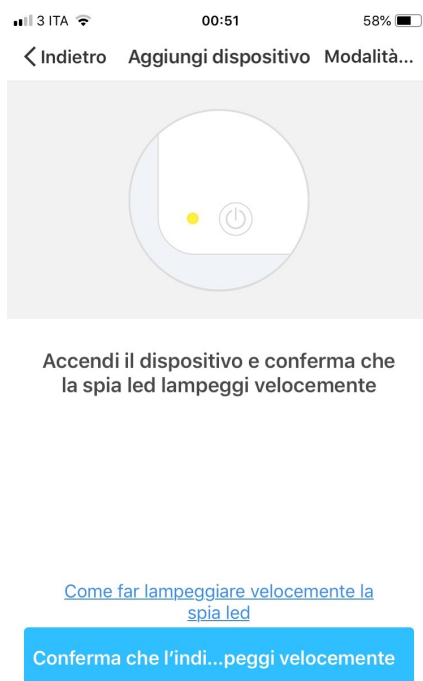 3 ITA 00:51 58%
Indietro Aggiungi dispositivo Modalità...
Accendi il dispositivo e conferma che
la spia led lampeggi velocemente
Come far lampeggiare velocemente la
spia led
Conferma che l'indi...peggi velocemente